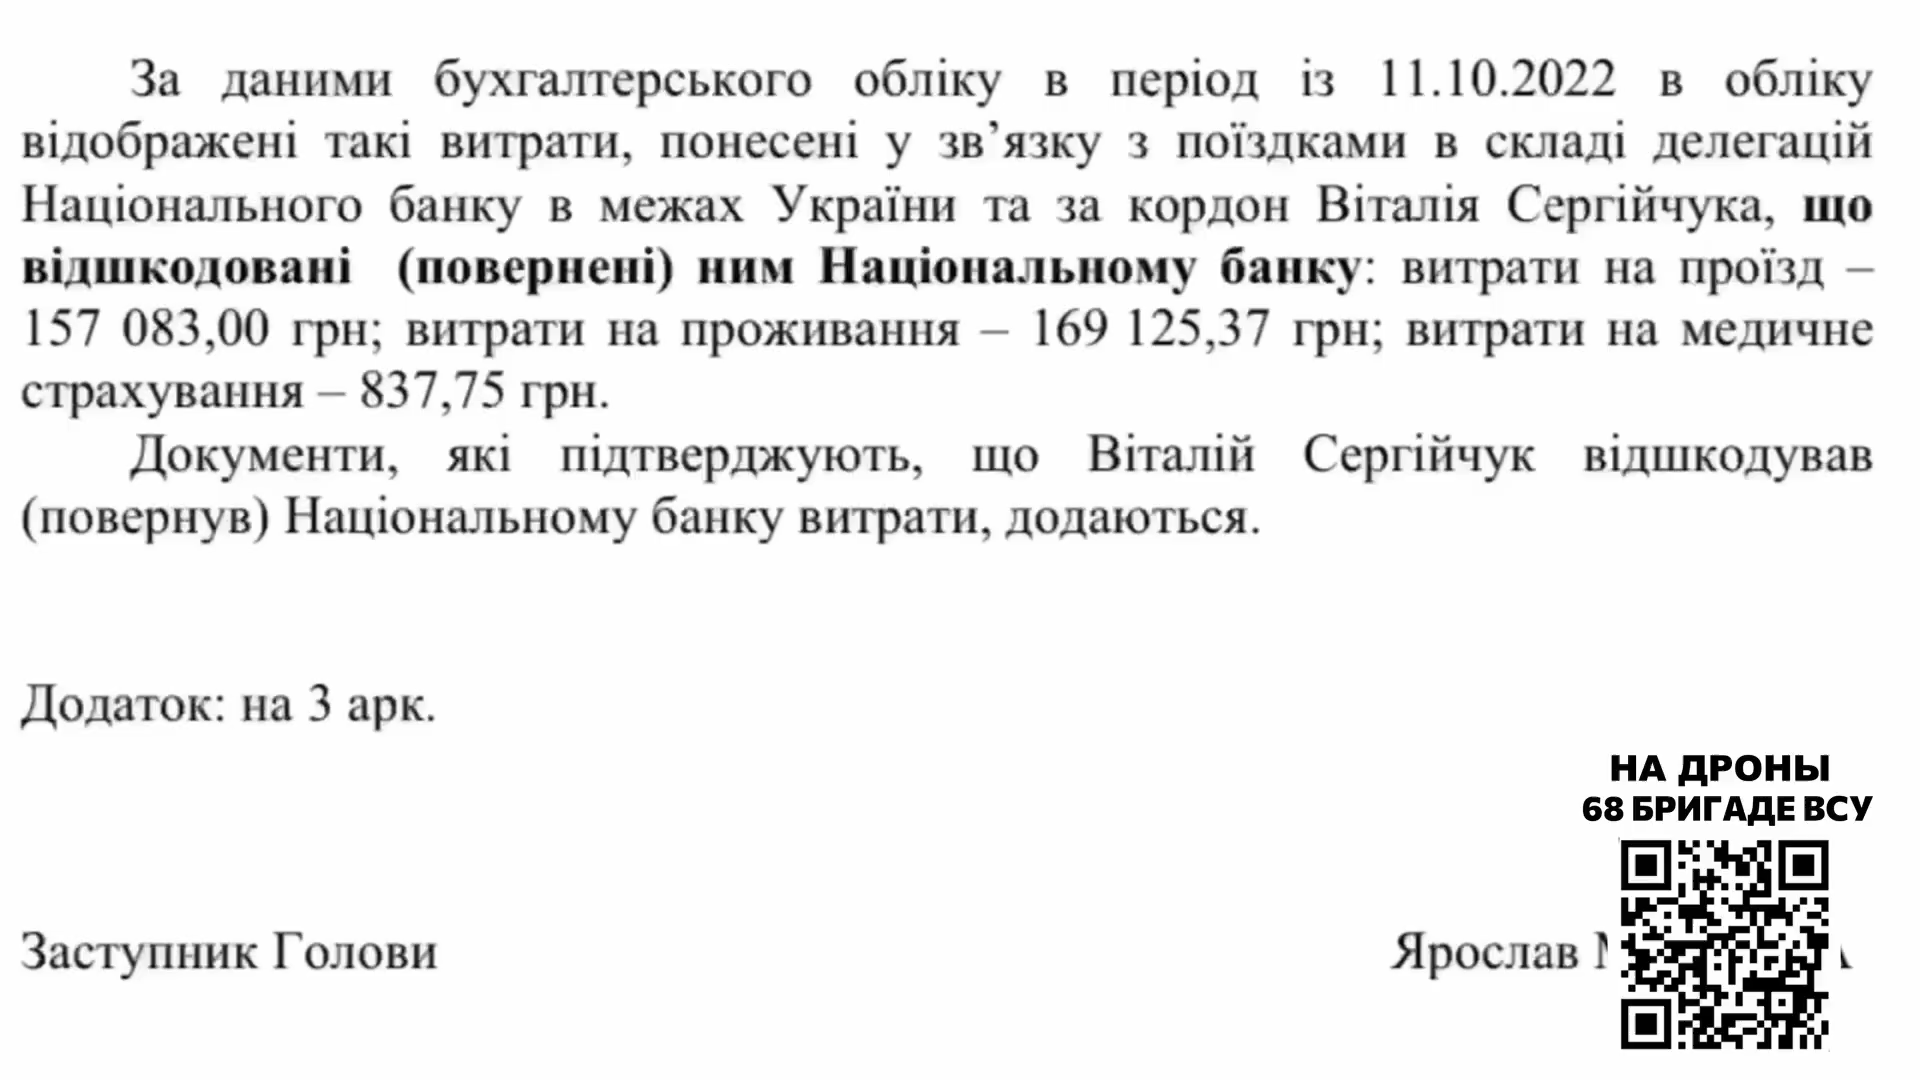 За даними бухгалтерського обліку в період із 11.10.2022 в обліку
відображені такі витрати, понесені у зв’язку з поїздками в складі делегацій
Національного банку в межах України та за кордон Віталія Сергійчука, що
відшкодовані (повернені) ним Національному банку: витрати на проїзд –
157 083,00 грн; витрати на проживання – 169 125,37 грн; витрати на медичне
страхування – 837,75 грн.
Документи, які підтверджують, що Віталій Сергійчук відшкодував
(повернув) Національному банку витрати, додаються.
Додаток: на 3 арк.
НА ДРОНЫ
68 БРИГАДЕ ВСУ
Заступник Голови
Ярослав